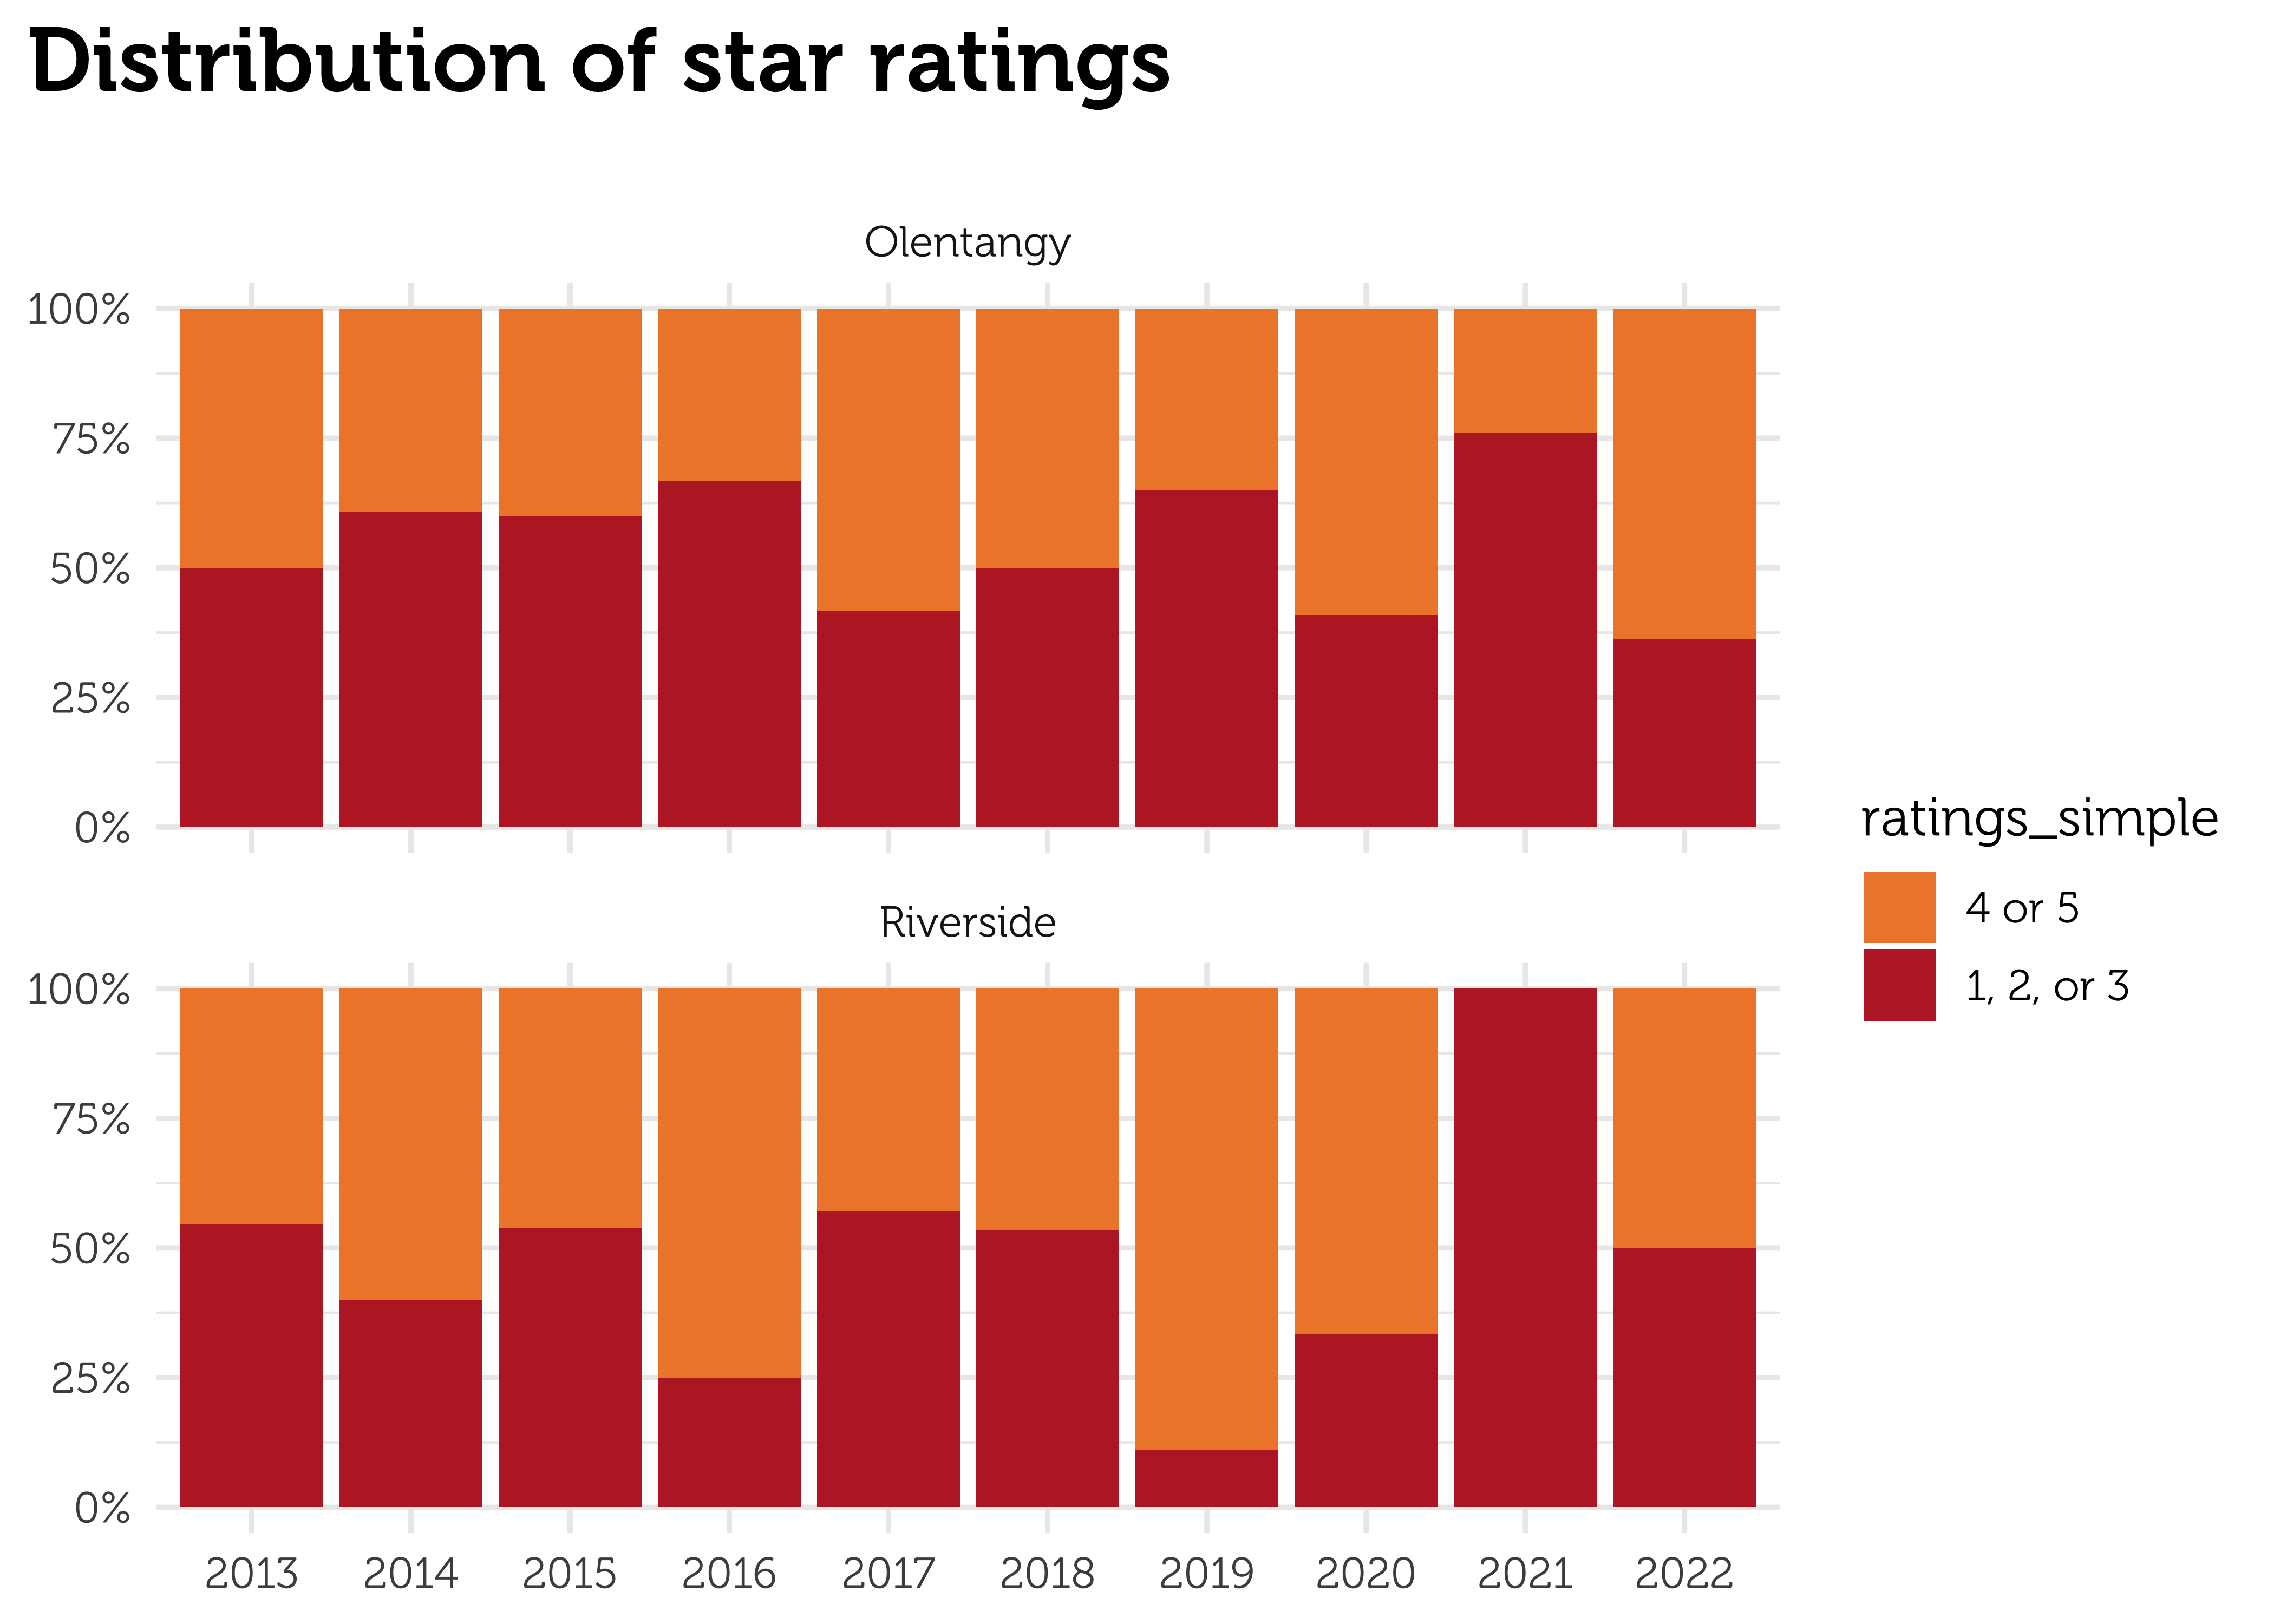 Distribution of star ratings
Olentangy
100%
75%
50%
25%
0%
ratings_simple
4 or 5
1, 2, or 3
Riverside
100%
75%
50%
25%
0%
2013 2014 2015 2016 2017 2018 2019 2020 2021 2022